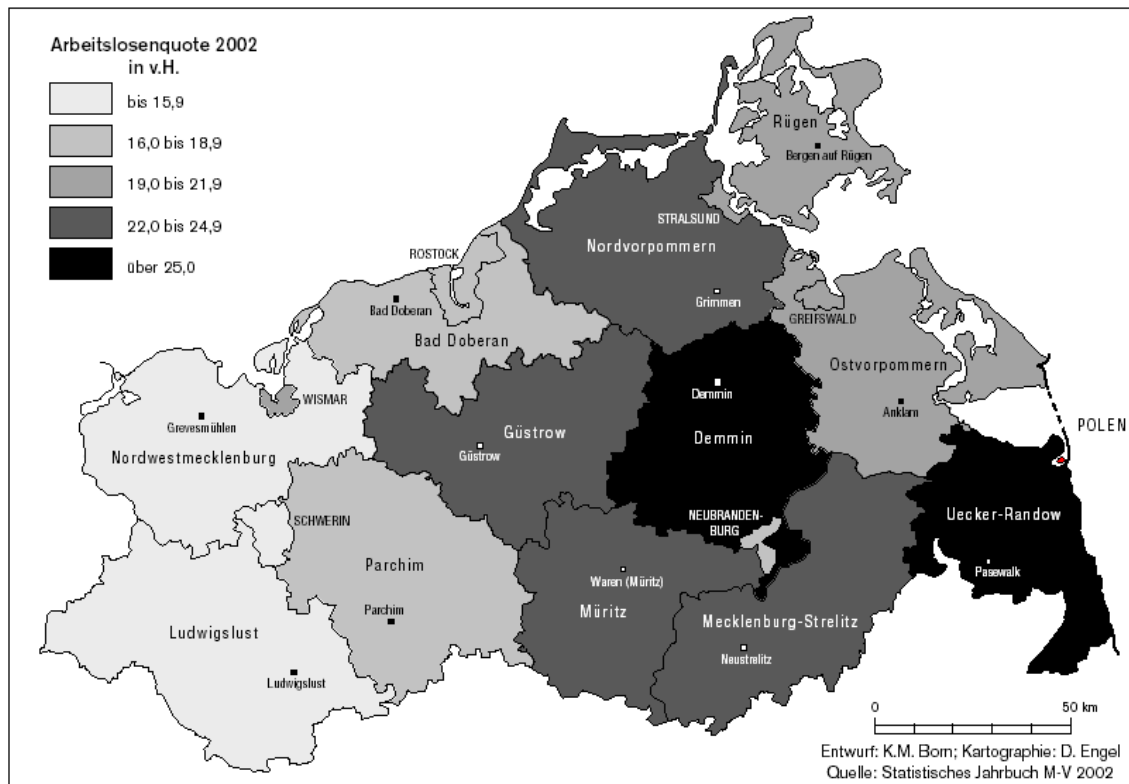 Arbeitslosenquote 2002
in v.H.
bis 15,9
16,0 bis 18,9
19,0 bis 21,9
22,0 bis 24,9
über 25,0
Rügen
Bergen auf Rügen
STRALSUND
Nordvorpommern
ROSTOCK
Grimmen
Bad Doberan
GREIFSWALD
Bad Doberan
Ostvorpommern
Demmin
WISMAR
Anklam
Grevesmühlen
POLEN
Güstrow
Demmin
Güstrow
Nordwestmecklenburg
NEUBRANDEN-
BURG
SCHWERIN
Uecker-Randow
Parchim
Pasewalk
Waren (Müritz)
Parchim
Müritz
Mecklenburg-Strelitz
Ludwigslust
Neustrelitz
Ludwigslust
0 50 km
Entwurf: K.M. Born; Kartographie: D. Engel
Quelle: Statistisches Jahrbuch M-V 2002